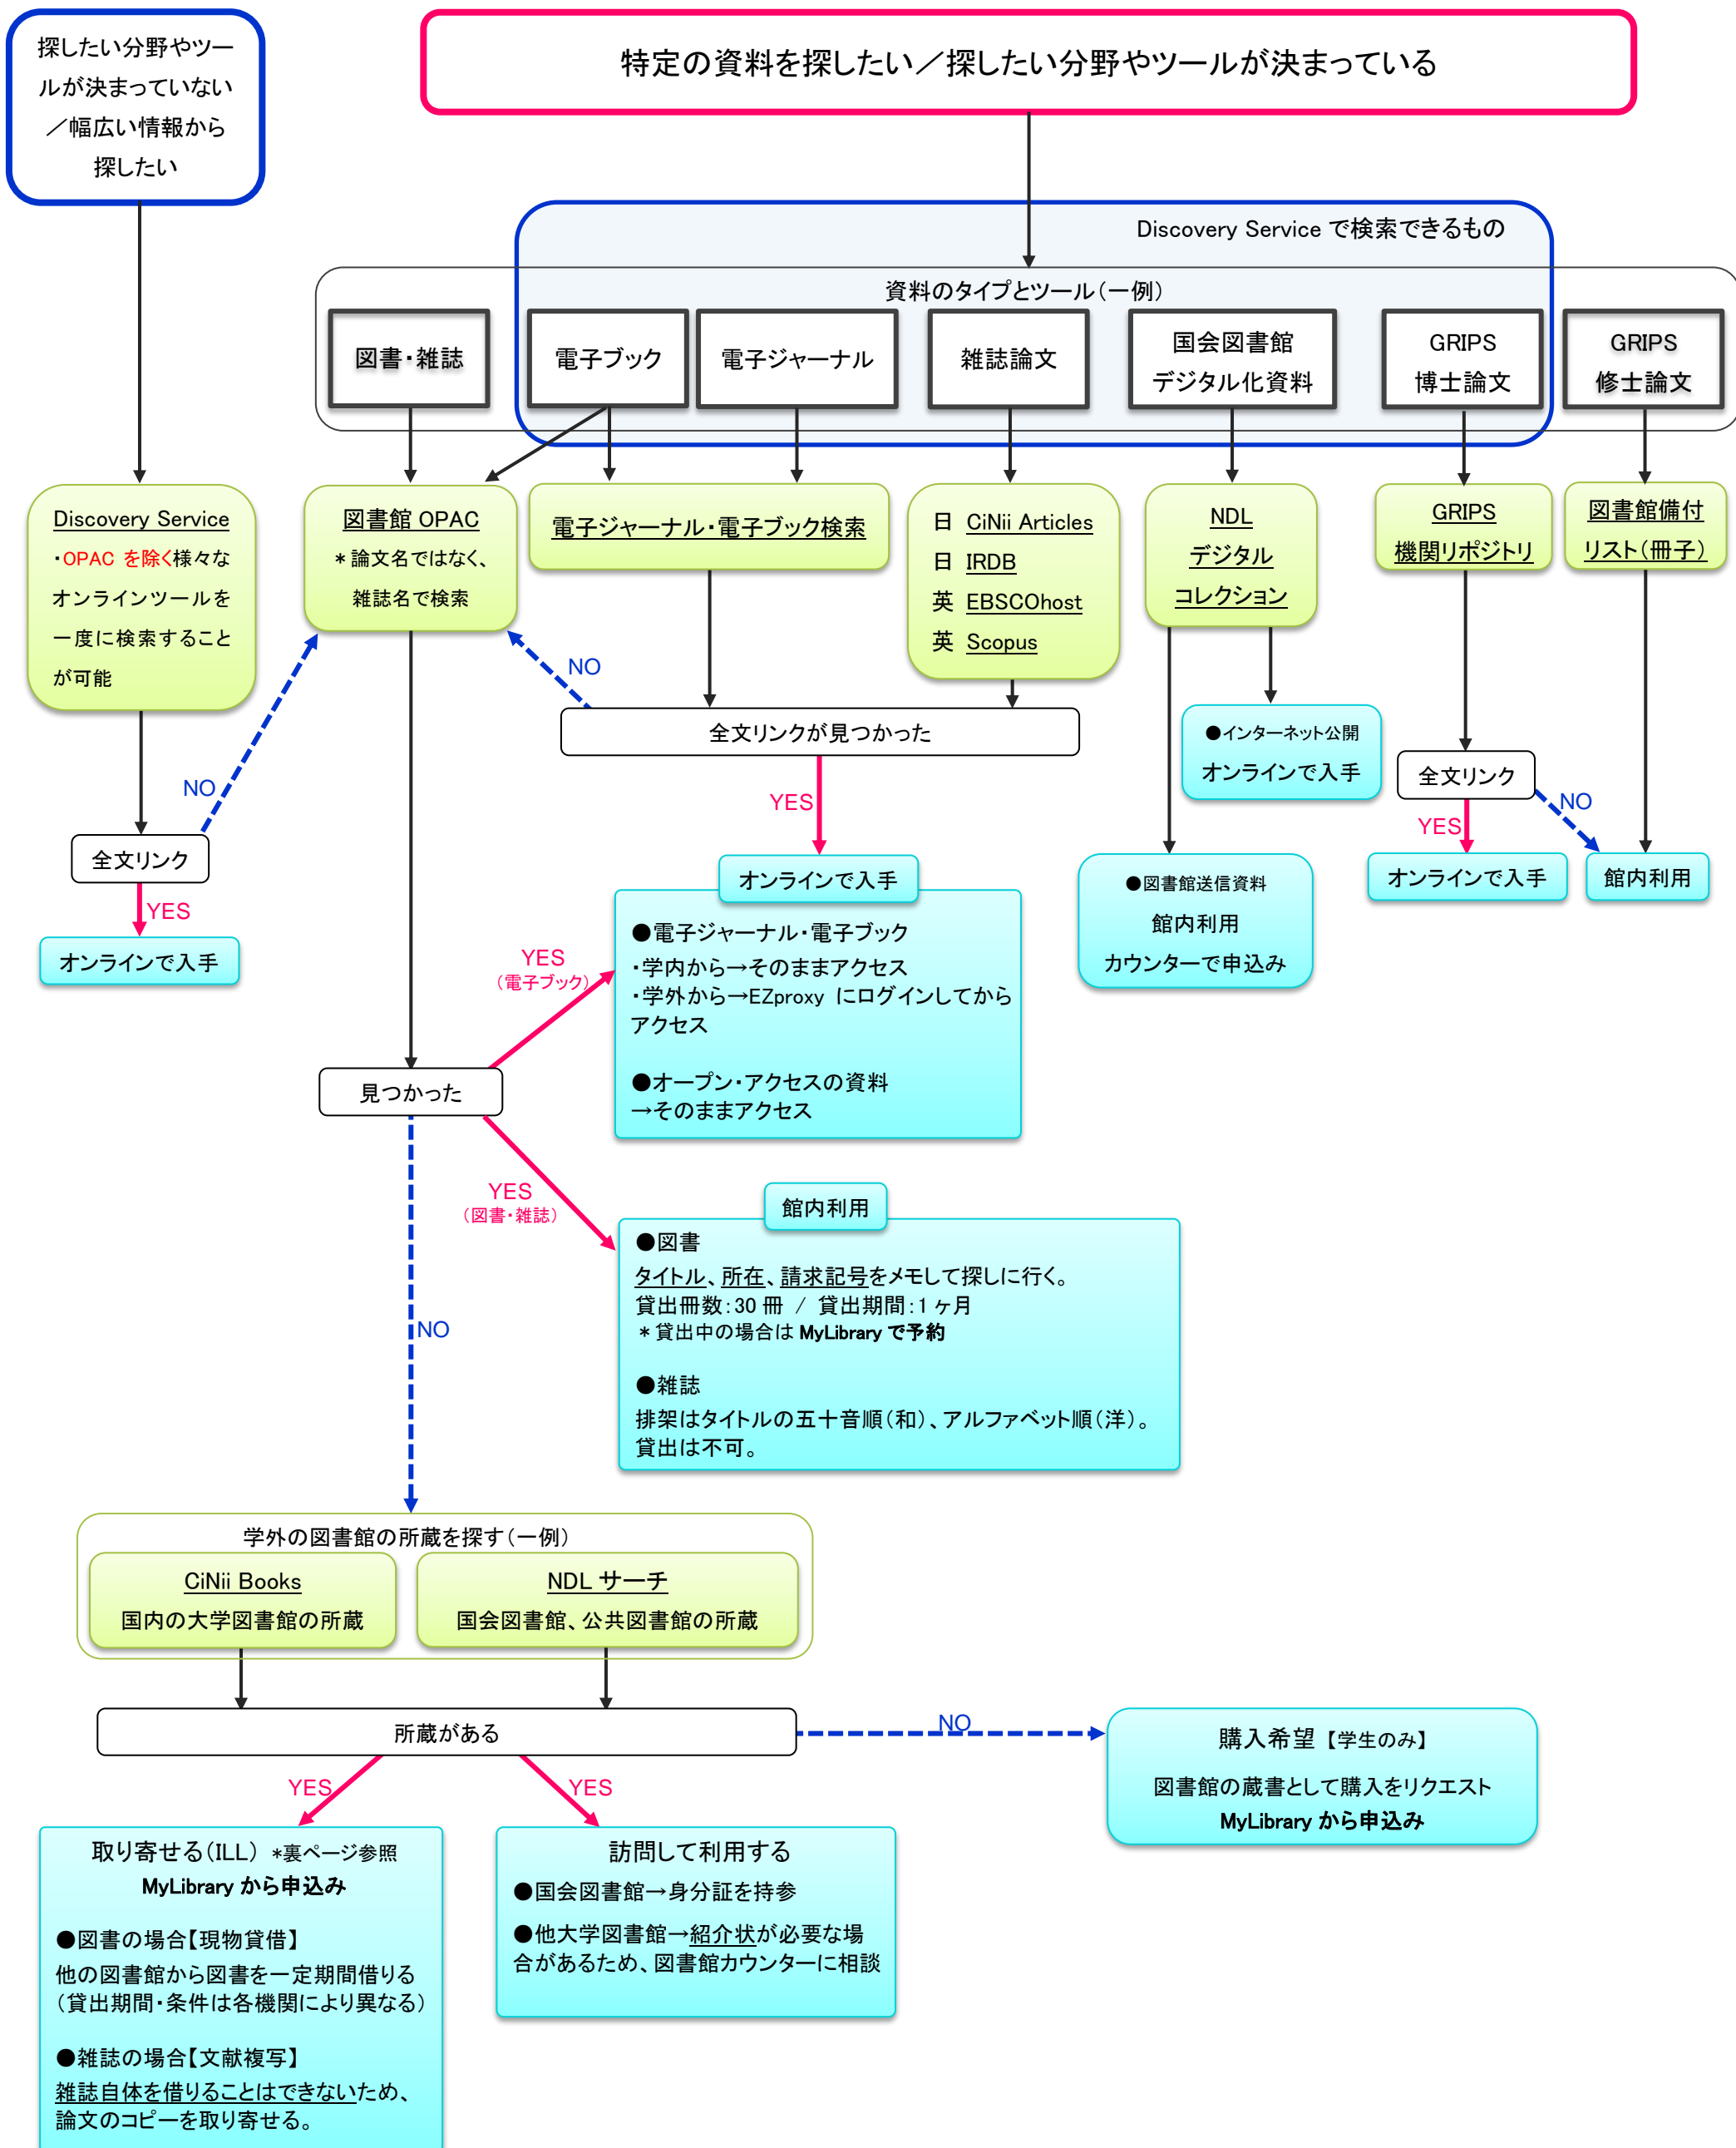 探したい分野やツー
ルが決まっていない
／幅広い情報から
探したい
特定の資料を探したい／探したい分野やツールが決まっている
Discovery Service で検索できるもの
資料のタイプとツール（一例）
図書・雑誌
電子ブック
電子ジャーナル
雑誌論文
国会図書館
デジタル化資料
GRIPS
博士論文
GRIPS
修士論文
Discovery Service
・OPAC を除く様々な
オンラインツールを
一度に検索すること
が可能
図書館 OPAC
＊論文名ではなく、
雑誌名で検索
電子ジャーナル・電子ブック検索
日 CiNii Articles
日 IRDB
英 EBSCOhost
英 Scopus
NDL
デジタル
コレクション
GRIPS
機関リポジトリ
図書館備付
リスト（冊子）
NO
NO
全文リンクが見つかった
●インターネット公開
オンラインで入手
全文リンク
NO
YES
YES
全文リンク
YES
オンラインで入手
オンラインで入手
●電子ジャーナル・電子ブック
・学内から→そのままアクセス
・学外から→EZproxy にログインしてから
アクセス
●オープン・アクセスの資料
→そのままアクセス
●図書館送信資料
館内利用
カウンターで申込み
オンラインで入手
館内利用
YES
（電子ブック）
見つかった
YES
（図書・雑誌）
NO
館内利用
●図書
タイトル、所在、請求記号をメモして探しに行く。
貸出冊数：30 冊 / 貸出期間：1 ヶ月
＊貸出中の場合は MyLibrary で予約
●雑誌
排架はタイトルの五十音順（和）、アルファベット順（洋）。
貸出は不可。
学外の図書館の所蔵を探す（一例）
CiNii Books
国内の大学図書館の所蔵
NDL サーチ
国会図書館、公共図書館の所蔵
所蔵がある
NO
購入希望【学生のみ】
図書館の蔵書として購入をリクエスト
MyLibrary から申込み
YES
YES
取り寄せる（ILL） *裏ページ参照
MyLibrary から申込み
●図書の場合【現物貸借】
他の図書館から図書を一定期間借りる
（貸出期間・条件は各機関により異なる）
●雑誌の場合【文献複写】
雑誌自体を借りることはできないため、
論文のコピーを取り寄せる。
訪問して利用する
●国会図書館→身分証を持参
●他大学図書館→紹介状が必要な場
合があるため、図書館カウンターに相談